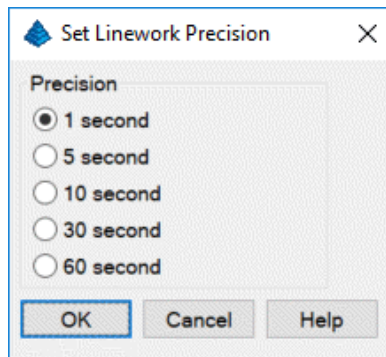 Set Linework Precision
Precision
1 second
5 second
10 second
30 second
60 second
OK Cancel Help